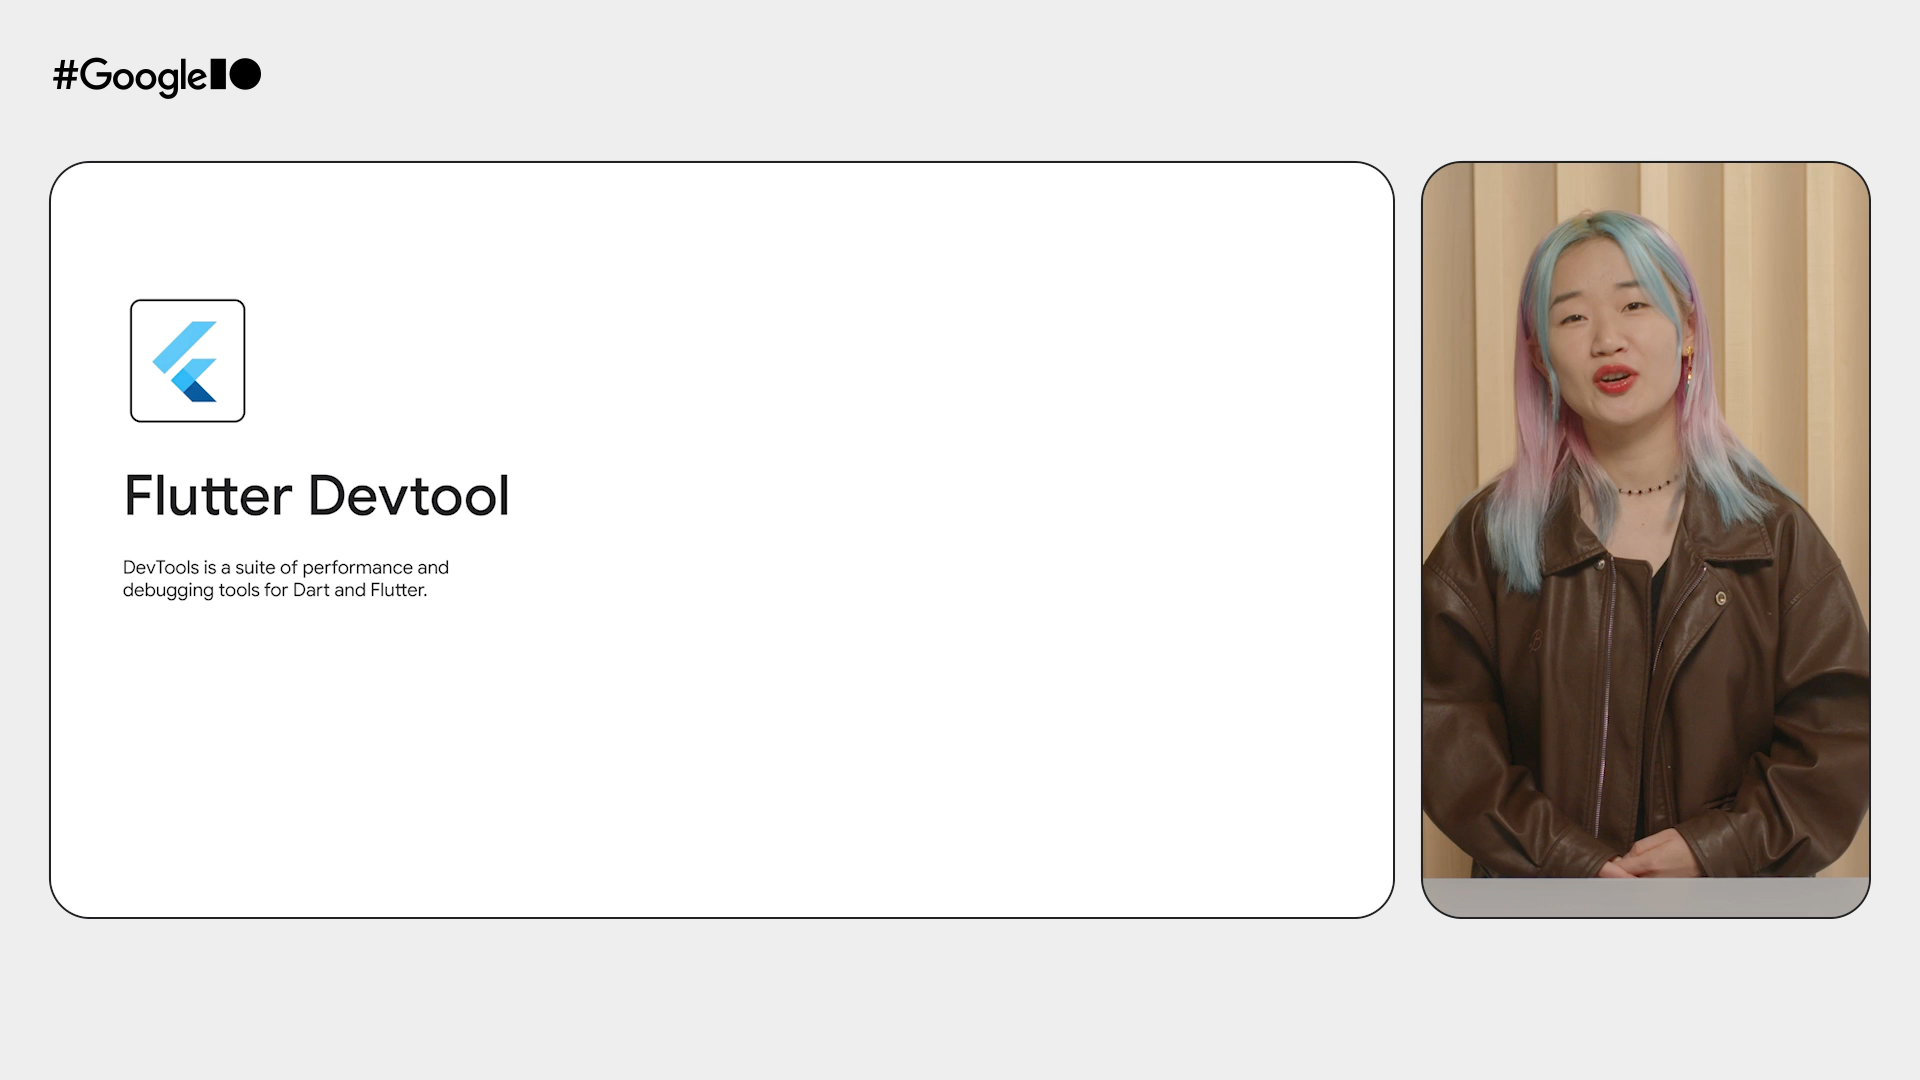 #GoogleIO
Flutter Devtool
DevTools is a suite of performance and
debugging tools for Dart and Flutter.